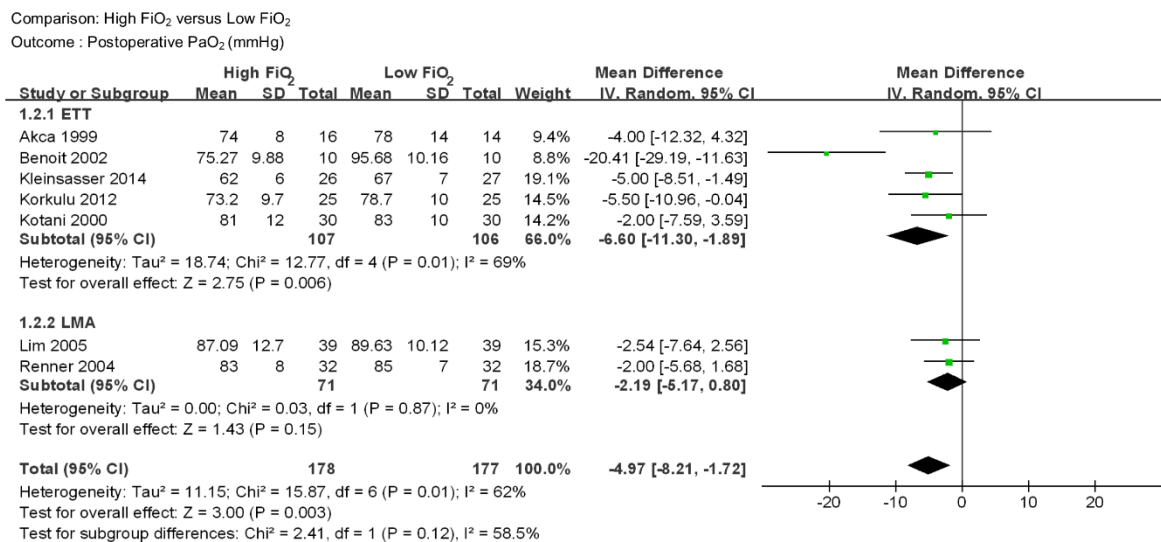 Comparison: High FiO₂ versus Low FiO₂
Outcome : Postoperative PaO₂ (mmHg)
High FiO₂ Low FiO₂ Mean Difference Mean Difference
Study or Subgroup Mean SD Total Mean SD Total Weight IV, Random, 95% CI IV, Random, 95% CI
1.2.1 ETT
Akca 1999 74 8 16 78 14 14 9.4% -4.00 [-12.32, 4.32]
Benoit 2002 75.27 9.88 10 95.68 10.16 10 8.8% -20.41 [-29.19, -11.63]
Kleinsasser 2014 62 6 26 67 7 27 19.1% -5.00 [-8.51, -1.49]
Korkulu 2012 73.2 9.7 25 78.7 10 25 14.5% -5.50 [-10.96, -0.04]
Kotani 2000 81 12 30 83 10 30 14.2% -2.00 [-7.59, 3.59]
Subtotal (95% CI) 107 106 66.0% -6.60 [-11.30, -1.89]
Heterogeneity: Tau² = 18.74; Chi² = 12.77, df = 4 (P = 0.01); I² = 69%
Test for overall effect: Z = 2.75 (P = 0.006)
1.2.2 LMA
Lim 2005 87.09 12.7 39 89.63 10.12 39 15.3% -2.54 [-7.64, 2.56]
Renner 2004 83 8 32 85 7 32 18.7% -2.00 [-5.68, 1.68]
Subtotal (95% CI) 71 71 34.0% -2.19 [-5.17, 0.80]
Heterogeneity: Tau² = 0.00; Chi² = 0.03, df = 1 (P = 0.87); I² = 0%
Test for overall effect: Z = 1.43 (P = 0.15)
Total (95% CI) 178 177 100.0% -4.97 [-8.21, -1.72]
Heterogeneity: Tau² = 11.15; Chi² = 15.87, df = 6 (P = 0.01); I² = 62%
-20 -10 0 10 20
Test for overall effect: Z = 3.00 (P = 0.003)
Test for subgroup differences: Chi² = 2.41, df = 1 (P = 0.12), I² = 58.5%